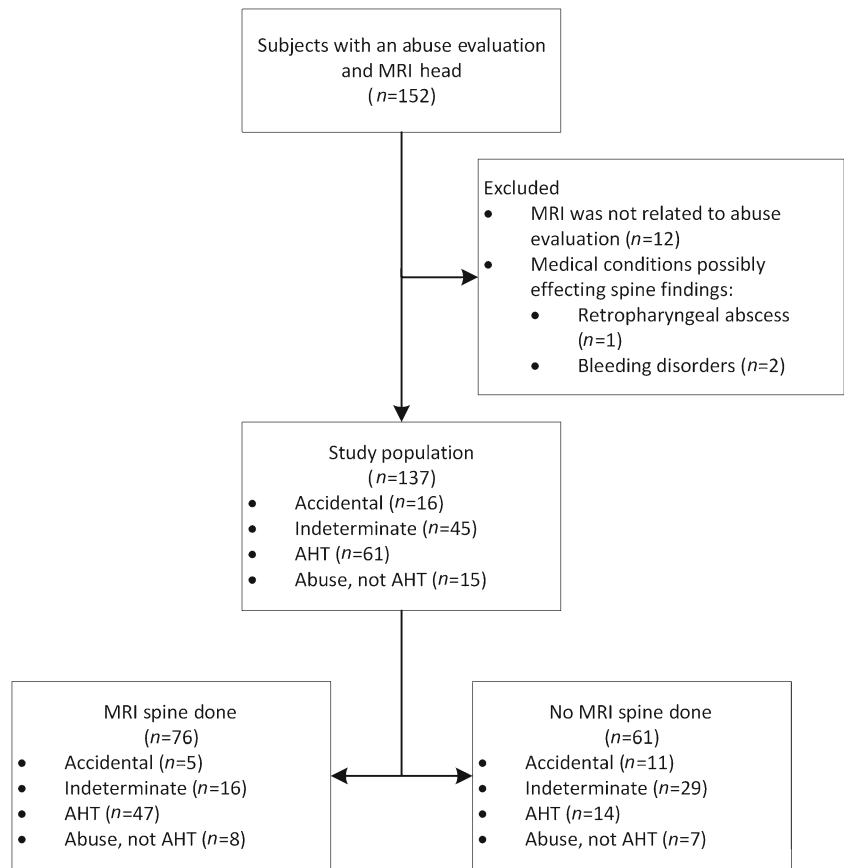 Subjects with an abuse evaluation
and MRI head
(n=152)
Excluded
• MRI was not related to abuse
evaluation (n=12)
• Medical conditions possibly
effecting spine findings:
• Retropharyngeal abscess
(n=1)
• Bleeding disorders (n=2)
Study population
(n=137)
• Accidental (n=16)
• Indeterminate (n=45)
• AHT (n=61)
• Abuse, not AHT (n=15)
MRI spine done
(n=76)
• Accidental (n=5)
• Indeterminate (n=16)
• AHT (n=47)
• Abuse, not AHT (n=8)
No MRI spine done
(n=61)
• Accidental (n=11)
• Indeterminate (n=29)
• AHT (n=14)
• Abuse, not AHT (n=7)